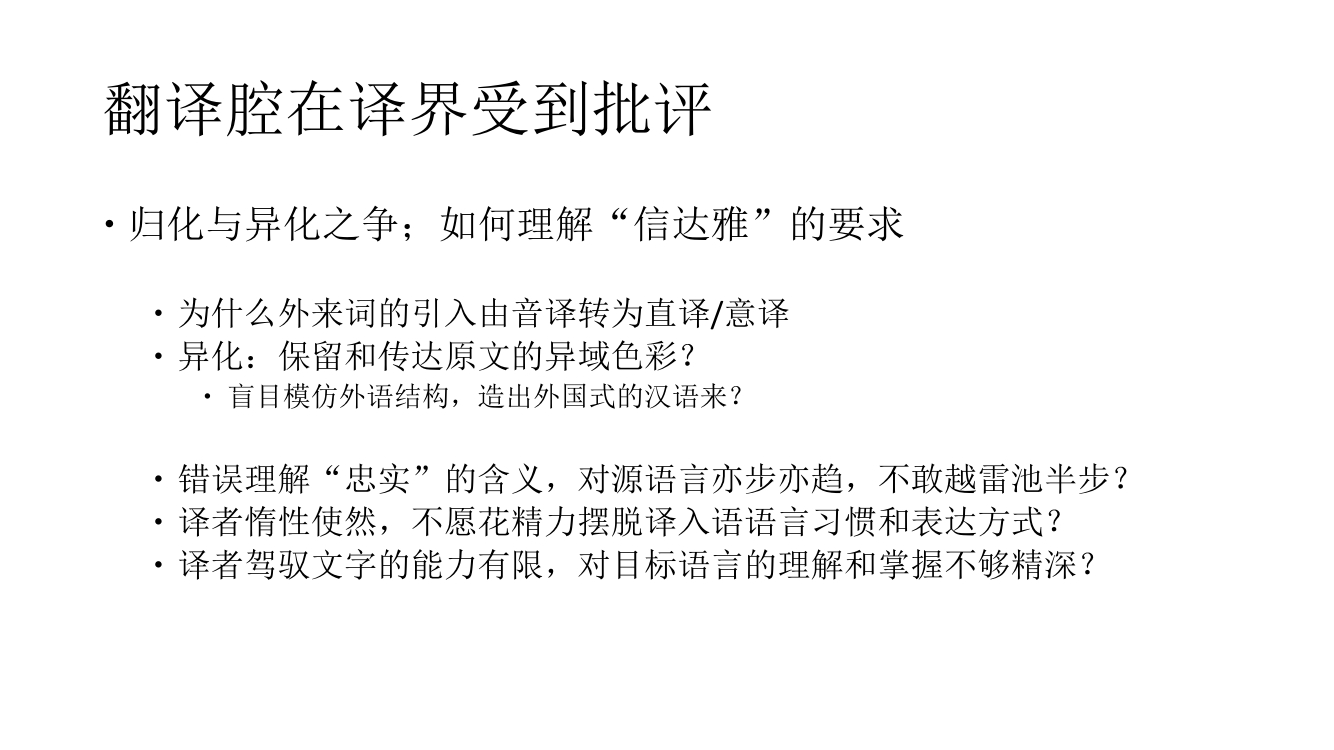 翻译腔在译界受到批评
• 归化与异化之争；如何理解“信达雅”的要求
• 为什么外来词的引入由音译转为直译/意译
• 异化：保留和传达原文的异域色彩？
• 盲目模仿外语结构，造出外国式的汉语来？
• 错误理解“忠实”的含义，对源语言亦步亦趋，不敢越雷池半步？
• 译者惰性使然，不愿花精力摆脱译入语语言习惯和表达方式？
• 译者驾驭文字的能力有限，对目标语言的理解和掌握不够精深？